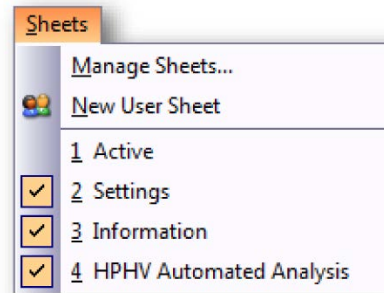 Sheets
Manage Sheets...
New User Sheet
1 Active
2 Settings
3 Information
4 HPHV Automated Analysis